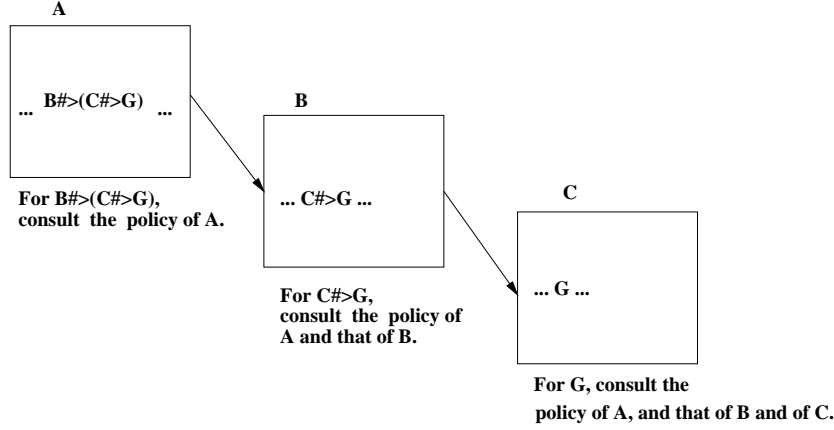 A
... B#>(C#>G) ...
For B#>(C#>G),
consult the policy of A.
B
... C#>G ...
For C#>G,
consult the policy of
A and that of B.
C
... G ...
For G, consult the
policy of A, and that of B and of C.